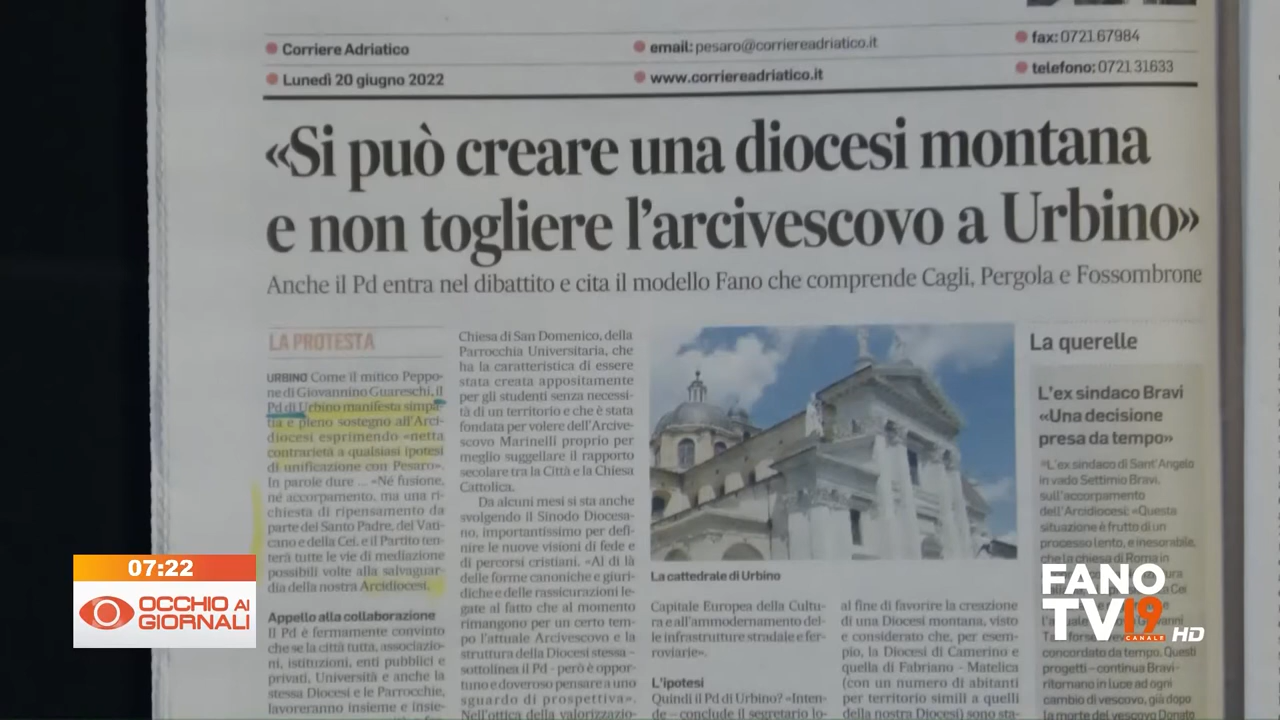 Corriere Adriatico
Lunedì 20 giugno 2022
email: pesaro@corriereadriatico.it
www.corriereadriatico.it
fax: 0721 67984
telefono: 0721 31633
«Si può creare una diocesi montana
e non togliere l'arcivescovo a Urbino»
Anche il Pd entra nel dibattito e cita il modello Fano che comprende Cagli, Pergola e Fossombrone
LA PROTESTA
URBINO Come il mitico Peppo-
ne di Giovannino Guareschi, il
Pd di Urbino manifesta simpa-
tia e pieno sostegno all'Arci-
diocesi esprimendo «netta
contrarietà a qualsiasi ipotesi
di unificazione con Pesaro».
In parole dure ... «Né fusione,
né accorpamento, ma una ri-
chiesta di ripensamento da
parte del Santo Padre, del Vati-
cano e della Cei, e il Partito ten-
terà tutte le vie di mediazione
possibili volte alla salvaguar-
dia della nostra Arcidiocesi.
Appello alla collaborazione
Il Pd è fermamente convinto
che se la città tutta, associazio-
ni, istituzioni, enti pubblici e
privati, Università e anche la
stessa Diocesi e le Parrocchie,
lavoreranno insieme e insie-
Chiesa di San Domenico, della
Parrocchia Universitaria, che
ha la caratteristica di essere
stata creata appositamente
per gli studenti senza necessi-
tà di un territorio e che è stata
fondata per volere dell'Arcive-
scovo Marinelli proprio per
meglio suggellare il rapporto
secolare tra la Città e la Chiesa
Cattolica.
Da alcuni mesi si sta anche
svolgendo il Sinodo Diocesa-
no, importantissimo per defi-
nire le nuove visioni di fede e
di percorsi cristiani. «Al di là
delle forme canoniche e giuri-
diche e delle rassicurazioni le-
gate al fatto che al momento
rimangono per un certo tem-
po l'attuale Arcivescovo e la
struttura della Diocesi stessa –
sottolinea il Pd - però è oppor-
tuno e doveroso pensare a uno
sguardo di prospettiva».
Nell'ottica della valorizzazio-
La cattedrale di Urbino
Capitale Europea della Cultu-
ra e all'ammodernamento del-
le infrastrutture stradale e fer-
roviarie».
L'ipotesi
Quindi il Pd di Urbino? «Inten-
de – conclude il segretario lo-
al fine di favorire la creazione
di una Diocesi montana, visto
e considerato che, per esem-
pio, la Diocesi di Camerino e
quella di Fabriano - Matelica
(con un numero di abitanti
per territorio simili a quelli
della nostra Diocesi) sono sta-
La querelle
L'ex sindaco Bravi
«Una decisione
presa da tempo»
"L'ex sindaco di Sant'Angelo
in vado Settimio Bravi,
sull'accorpamento
dell'Arcidiocesi: «Questa
situazione è frutto di un
processo lento, e inesorabile,
che la chiesa di Roma in
concordato da tempo. Questi
progetti – continua Bravi-
ritornano in luce ad ogni
cambio di vescovo, già dopo
la morte del vescovo Donato
07:22
OCCHIO AI
GIORNALI
FANO
TV19
CANALE
HD